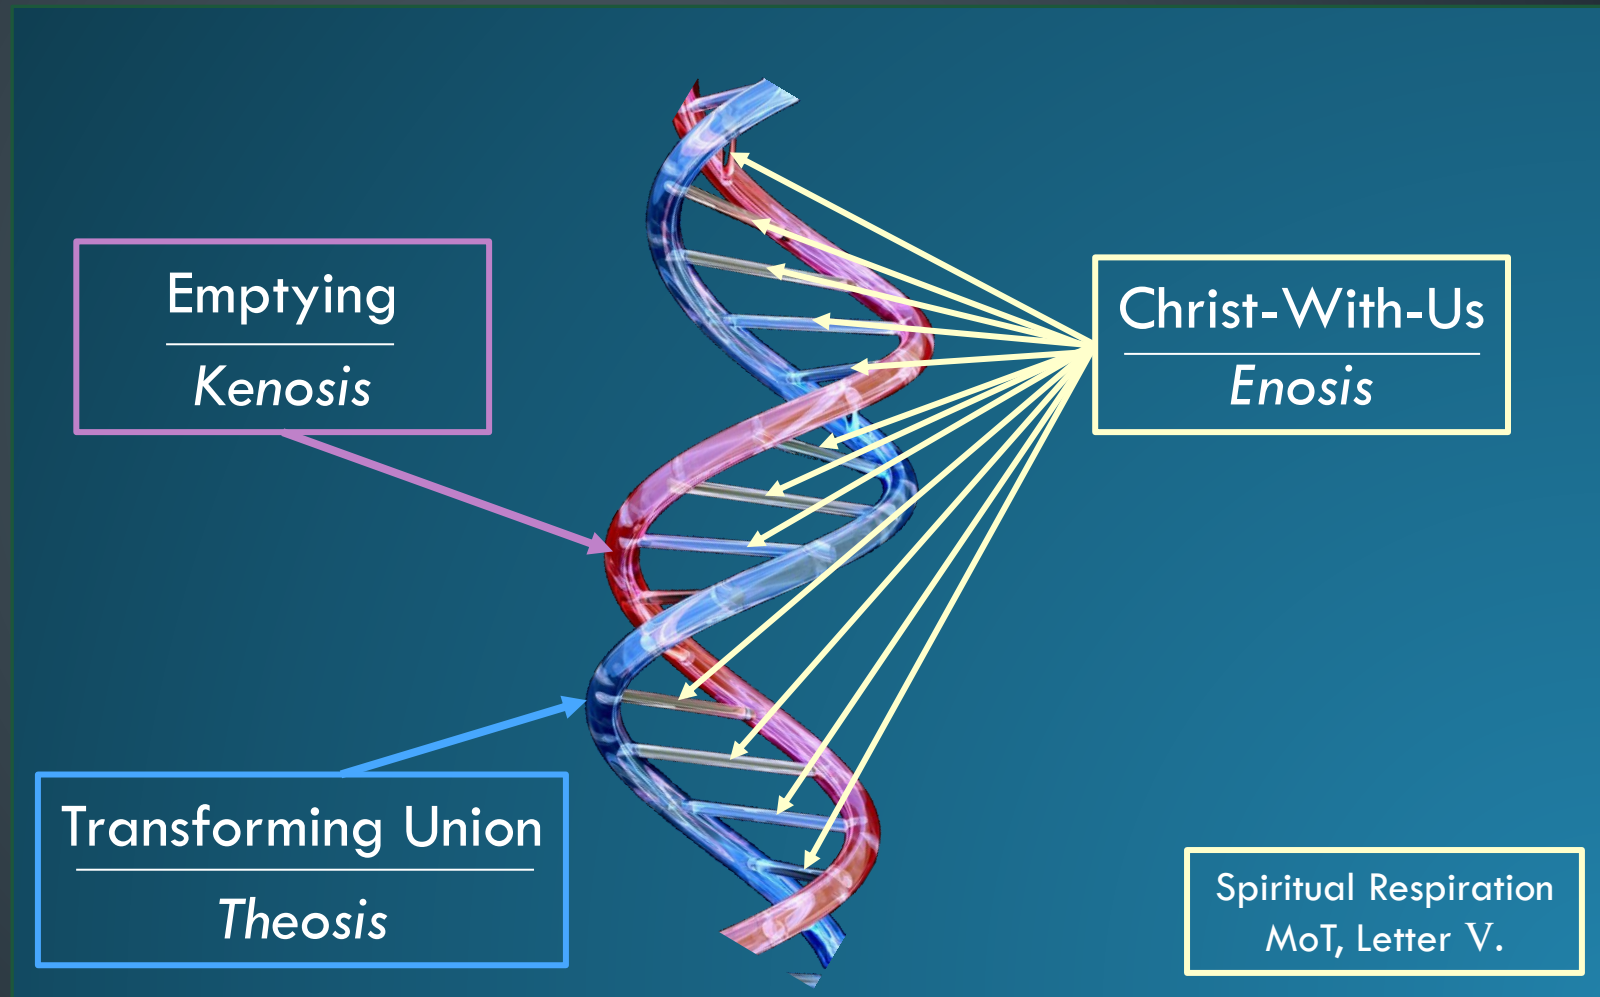 Emptying
Kenosis
Christ-With-Us
Enosis
Transforming Union
Theosis
Spiritual Respiration
MoT, Letter V.